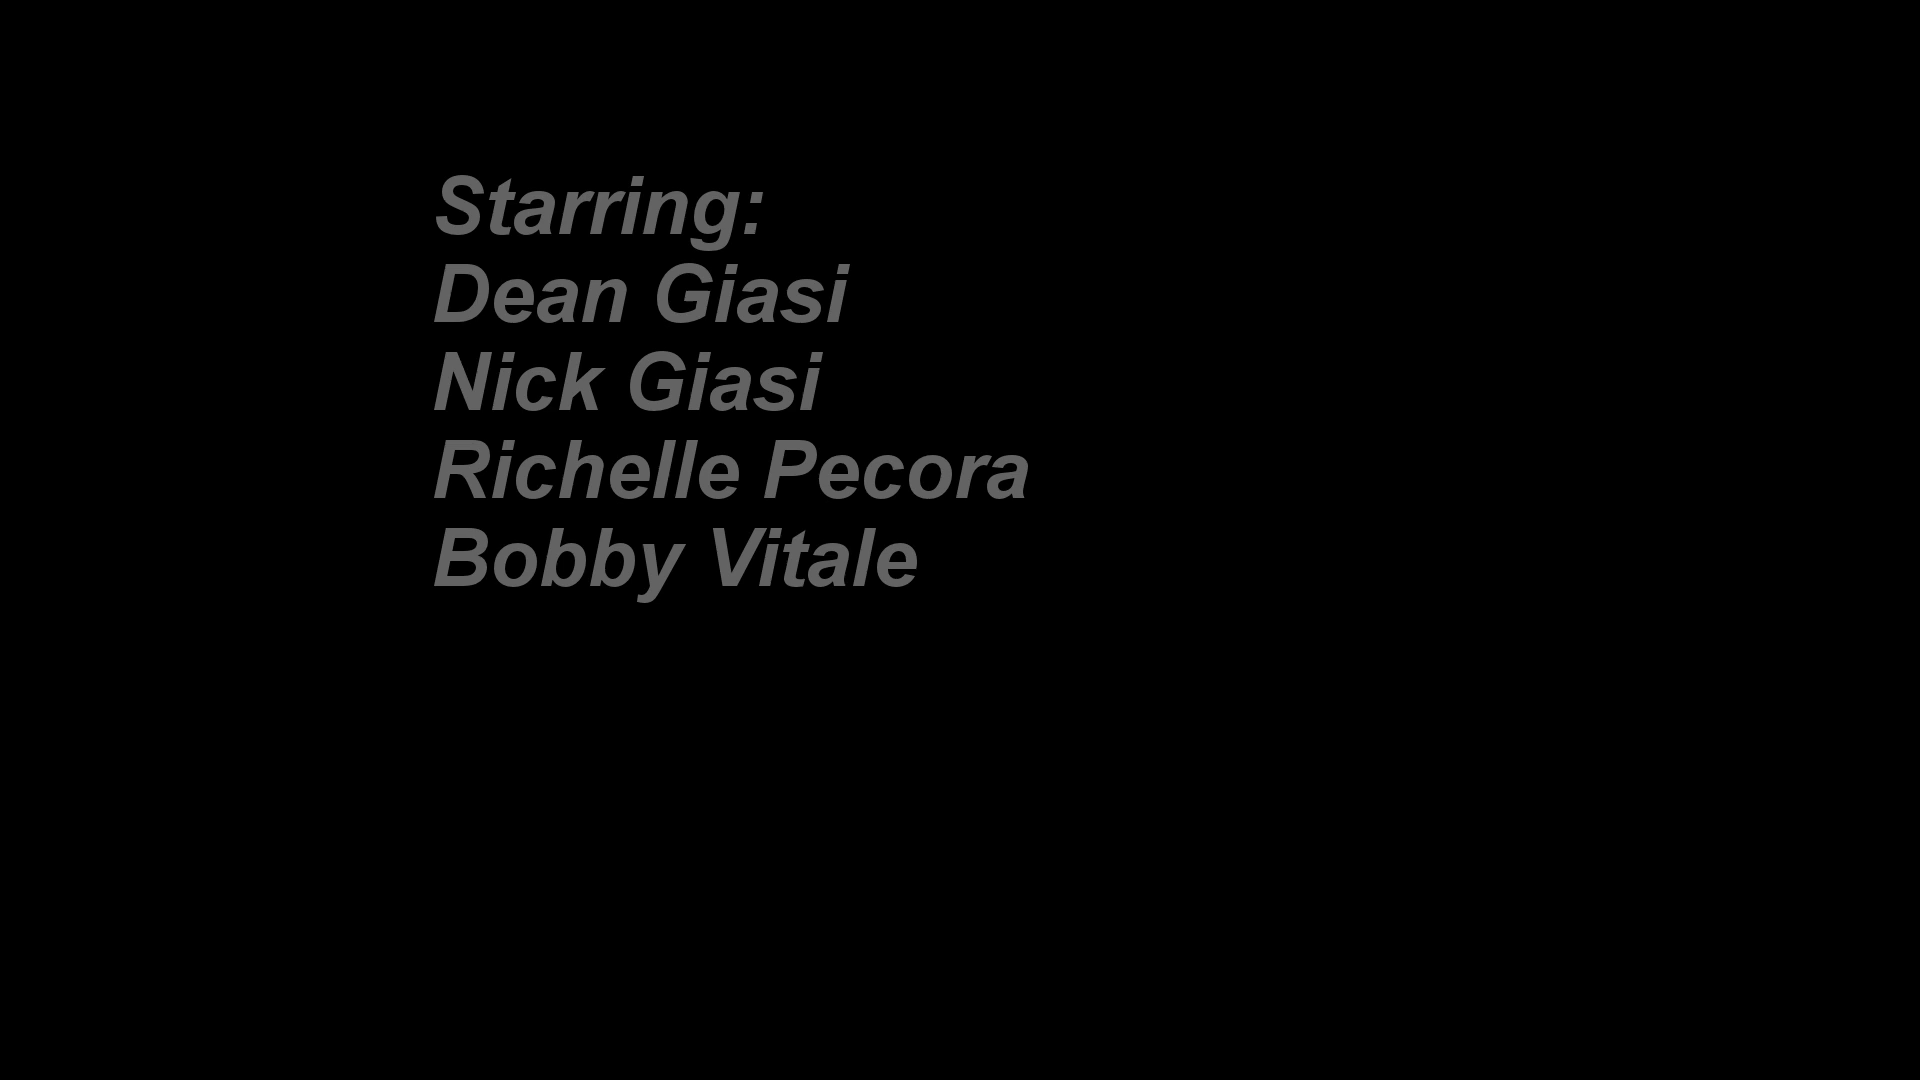 Starring:
Dean Giasi
Nick Giasi
Richelle Pecora
Bobby Vitale